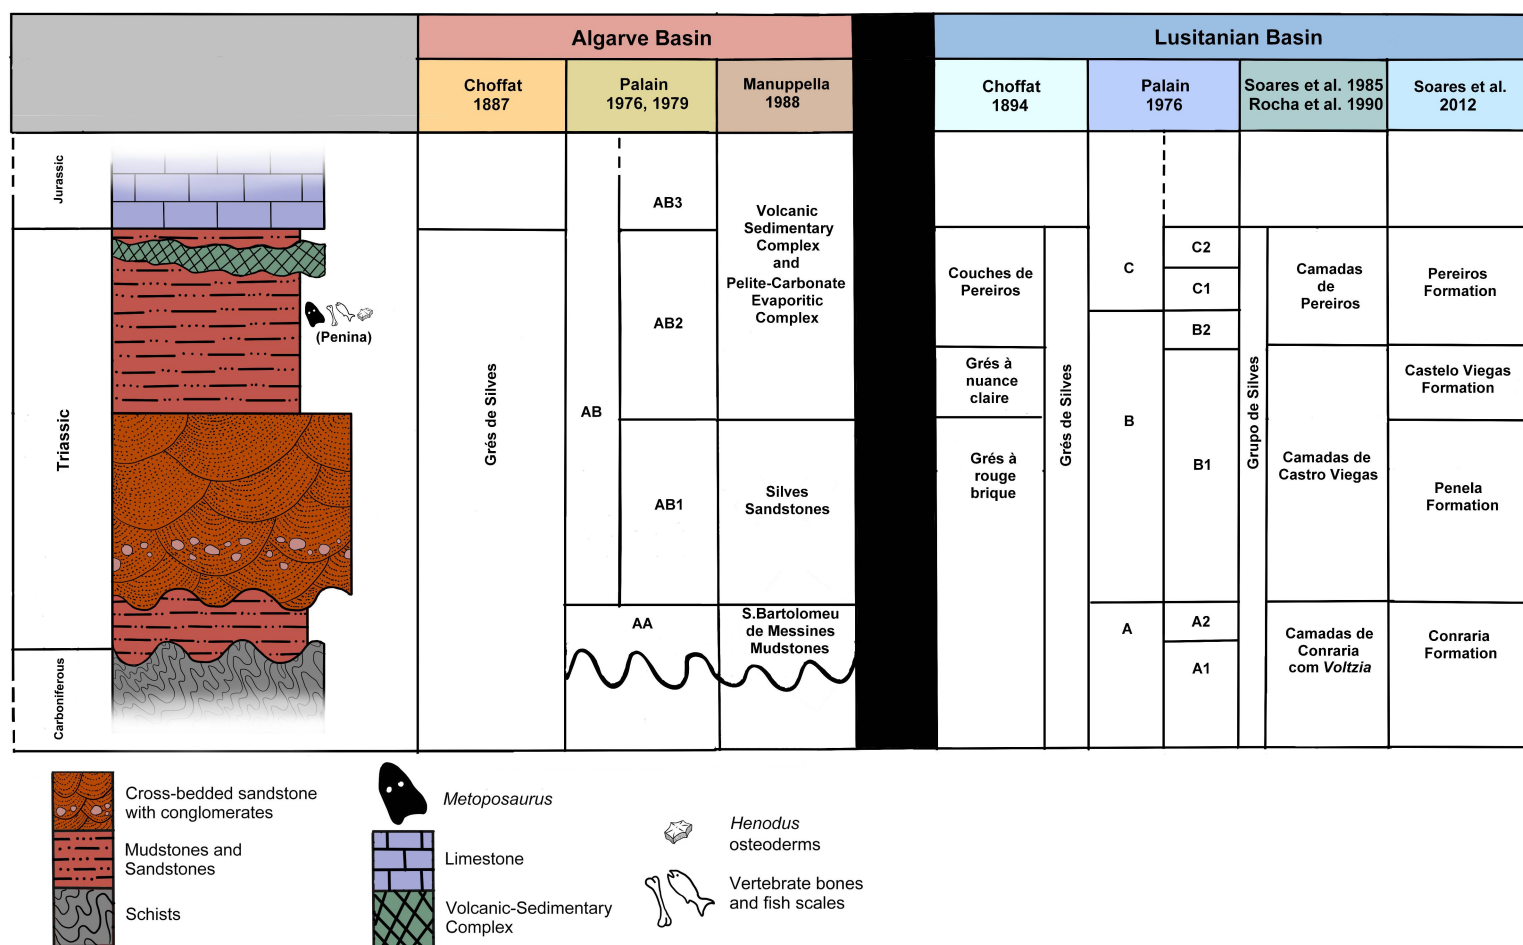 Algarve Basin
Lusitanian Basin
Choffat
1887
Palain
1976, 1979
Manuppella
1988
Choffat
1894
Palain
1976
Soares et al. 1985
Rocha et al. 1990
Soares et al.
2012
Jurassic
Triassic
Carboniferous
(Penina)
Grés de Silves
AB
AB3
AB2
AB1
AA
Volcanic
Sedimentary
Complex
and
Pelite-Carbonate
Evaporitic
Complex
Silves
Sandstones
S.Bartolomeu
de Messines
Mudstones
Couches de
Pereiros
Grés à
nuance
claire
Grés à
rouge
brique
Grés de Silves
C
B
A
C2
C1
B2
B1
A2
A1
Grupo de Silves
Camadas
de
Pereiros
Camadas de
Castro Viegas
Camadas de
Conraria
com Voltzia
Pereiros
Formation
Castelo Viegas
Formation
Penela
Formation
Conraria
Formation
Cross-bedded sandstone
with conglomerates
Mudstones and
Sandstones
Schists
Metoposaurus
Limestone
Volcanic-Sedimentary
Complex
Henodus
osteoderms
Vertebrate bones
and fish scales